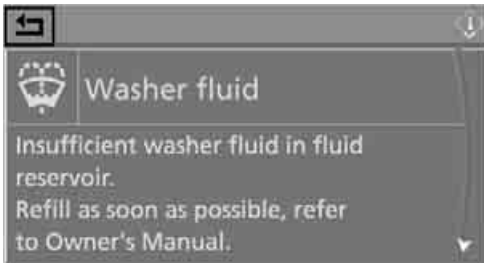 Washer fluid
Insufficient washer fluid in fluid
reservoir.
Refill as soon as possible, refer
to Owner's Manual.